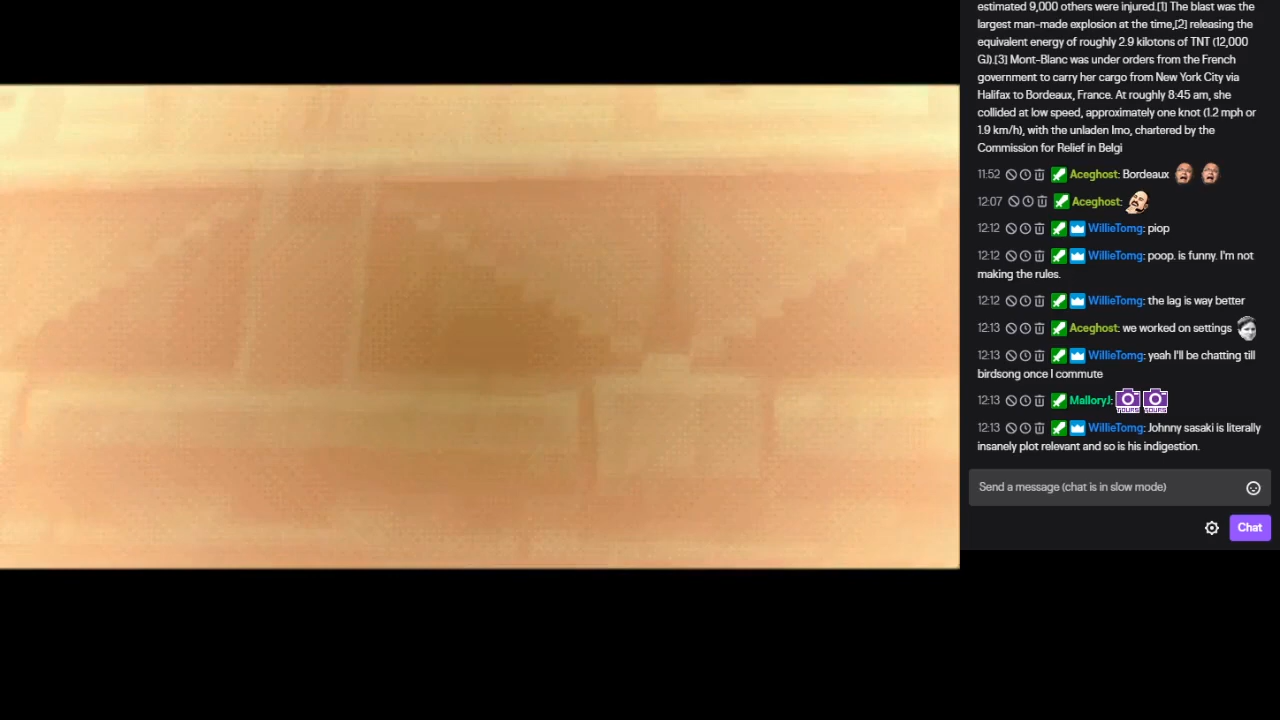 estimated 9,000 others were injured.[1] The blast was the
largest man-made explosion at the time,[2] releasing the
equivalent energy of roughly 2.9 kilotons of TNT (12,000
GJ).[3] Mont-Blanc was under orders from the French
government to carry her cargo from New York City via
Halifax to Bordeaux, France. At roughly 8:45 am, she
collided at low speed, approximately one knot (1.2 mph or
1.9 km/h), with the unladen Imo, chartered by the
Commission for Relief in Belgi
11:52 Aceghost: Bordeaux
12:07 Aceghost:
12:12 WillieTomg: piop
12:12 WillieTomg: poop. is funny. I'm not
making the rules.
12:12 WillieTomg: the lag is way better
12:13 Aceghost: we worked on settings
12:13 WillieTomg: yeah I'll be chatting till
birdsong once I commute
12:13 MalloryJ:
12:13 WillieTomg: Johnny sasaki is literally
insanely plot relevant and so is his indigestion.
Send a message (chat is in slow mode)
Chat